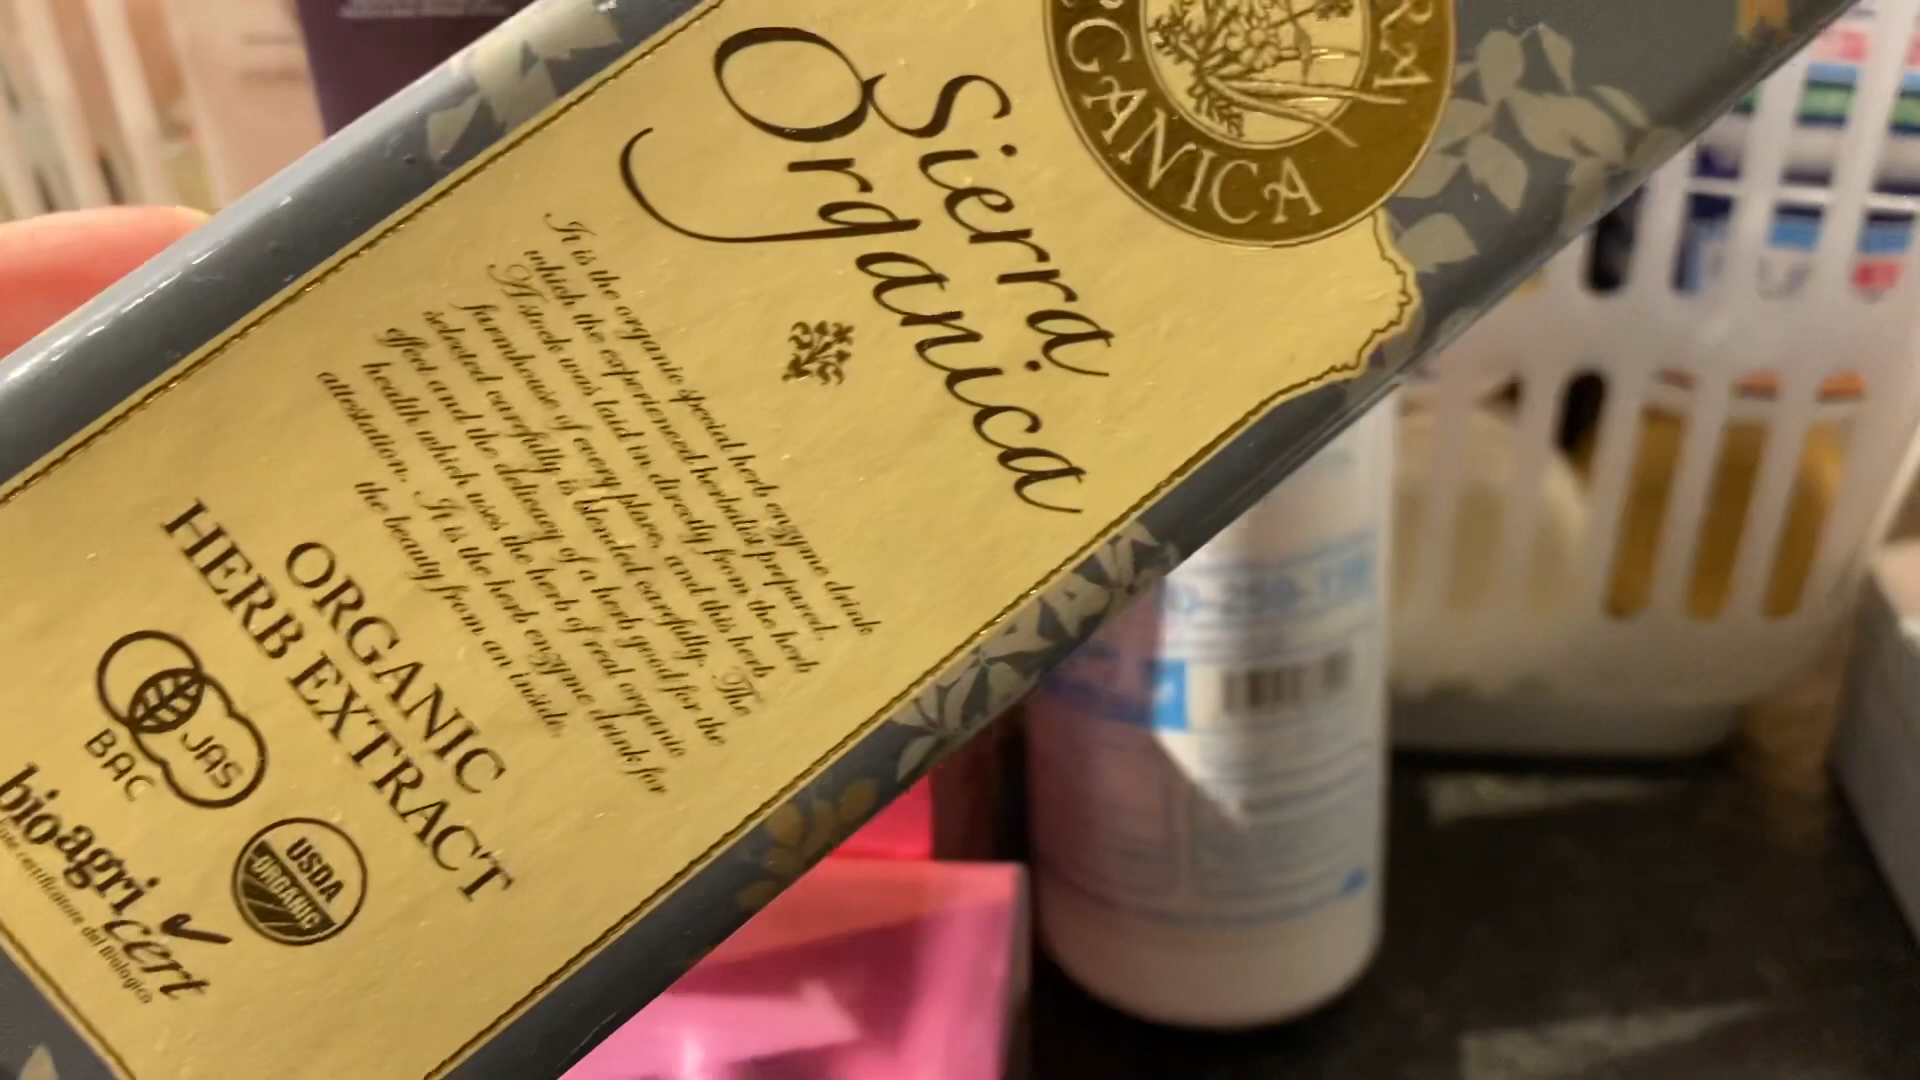 RM
RGANICA
Sierra
Organica
It is the organic special herb enzyme drink
which the experienced herbalist prepared.
A stock was laid in directly from the herb
farmhouse of every place, and this herb
selected carefully is blended carefully. The
effect and the delicacy of a herb good for the
health which uses the herb of real organic
attestation. It is the herb enzyme drink for
the beauty from an inside.
ORGANIC
HERB EXTRACT
JAS
BAC
bioagri cert
USDA
ORGANIC